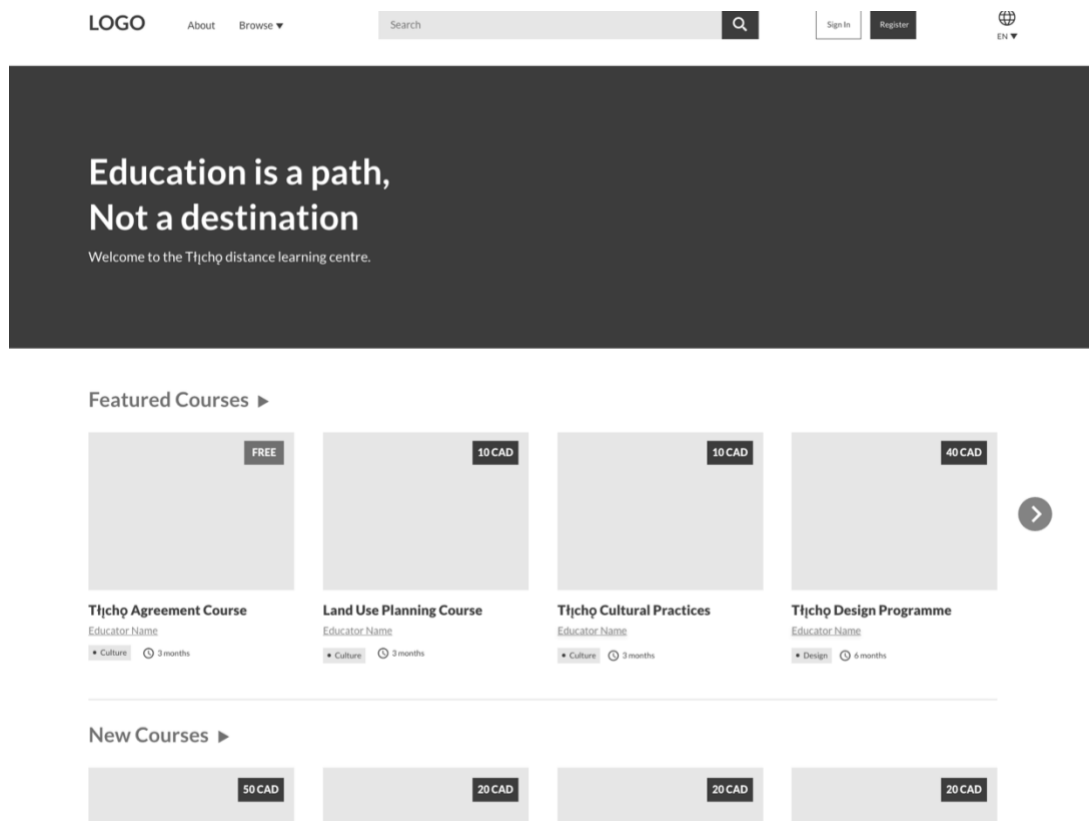 LOGO About Browse ▼ Search Sign In Register
EN ▼
Education is a path,
Not a destination
Welcome to the Tłı̨chǫ distance learning centre.
Featured Courses ▶
FREE 10 CAD 10 CAD 40 CAD
Tłı̨chǫ Agreement Course Land Use Planning Course Tłı̨chǫ Cultural Practices Tłı̨chǫ Design Programme
Educator Name Educator Name Educator Name Educator Name
• Culture 3 months • Culture 3 months • Culture 3 months • Design 6 months
New Courses ▶
50 CAD 20 CAD 20 CAD 20 CAD